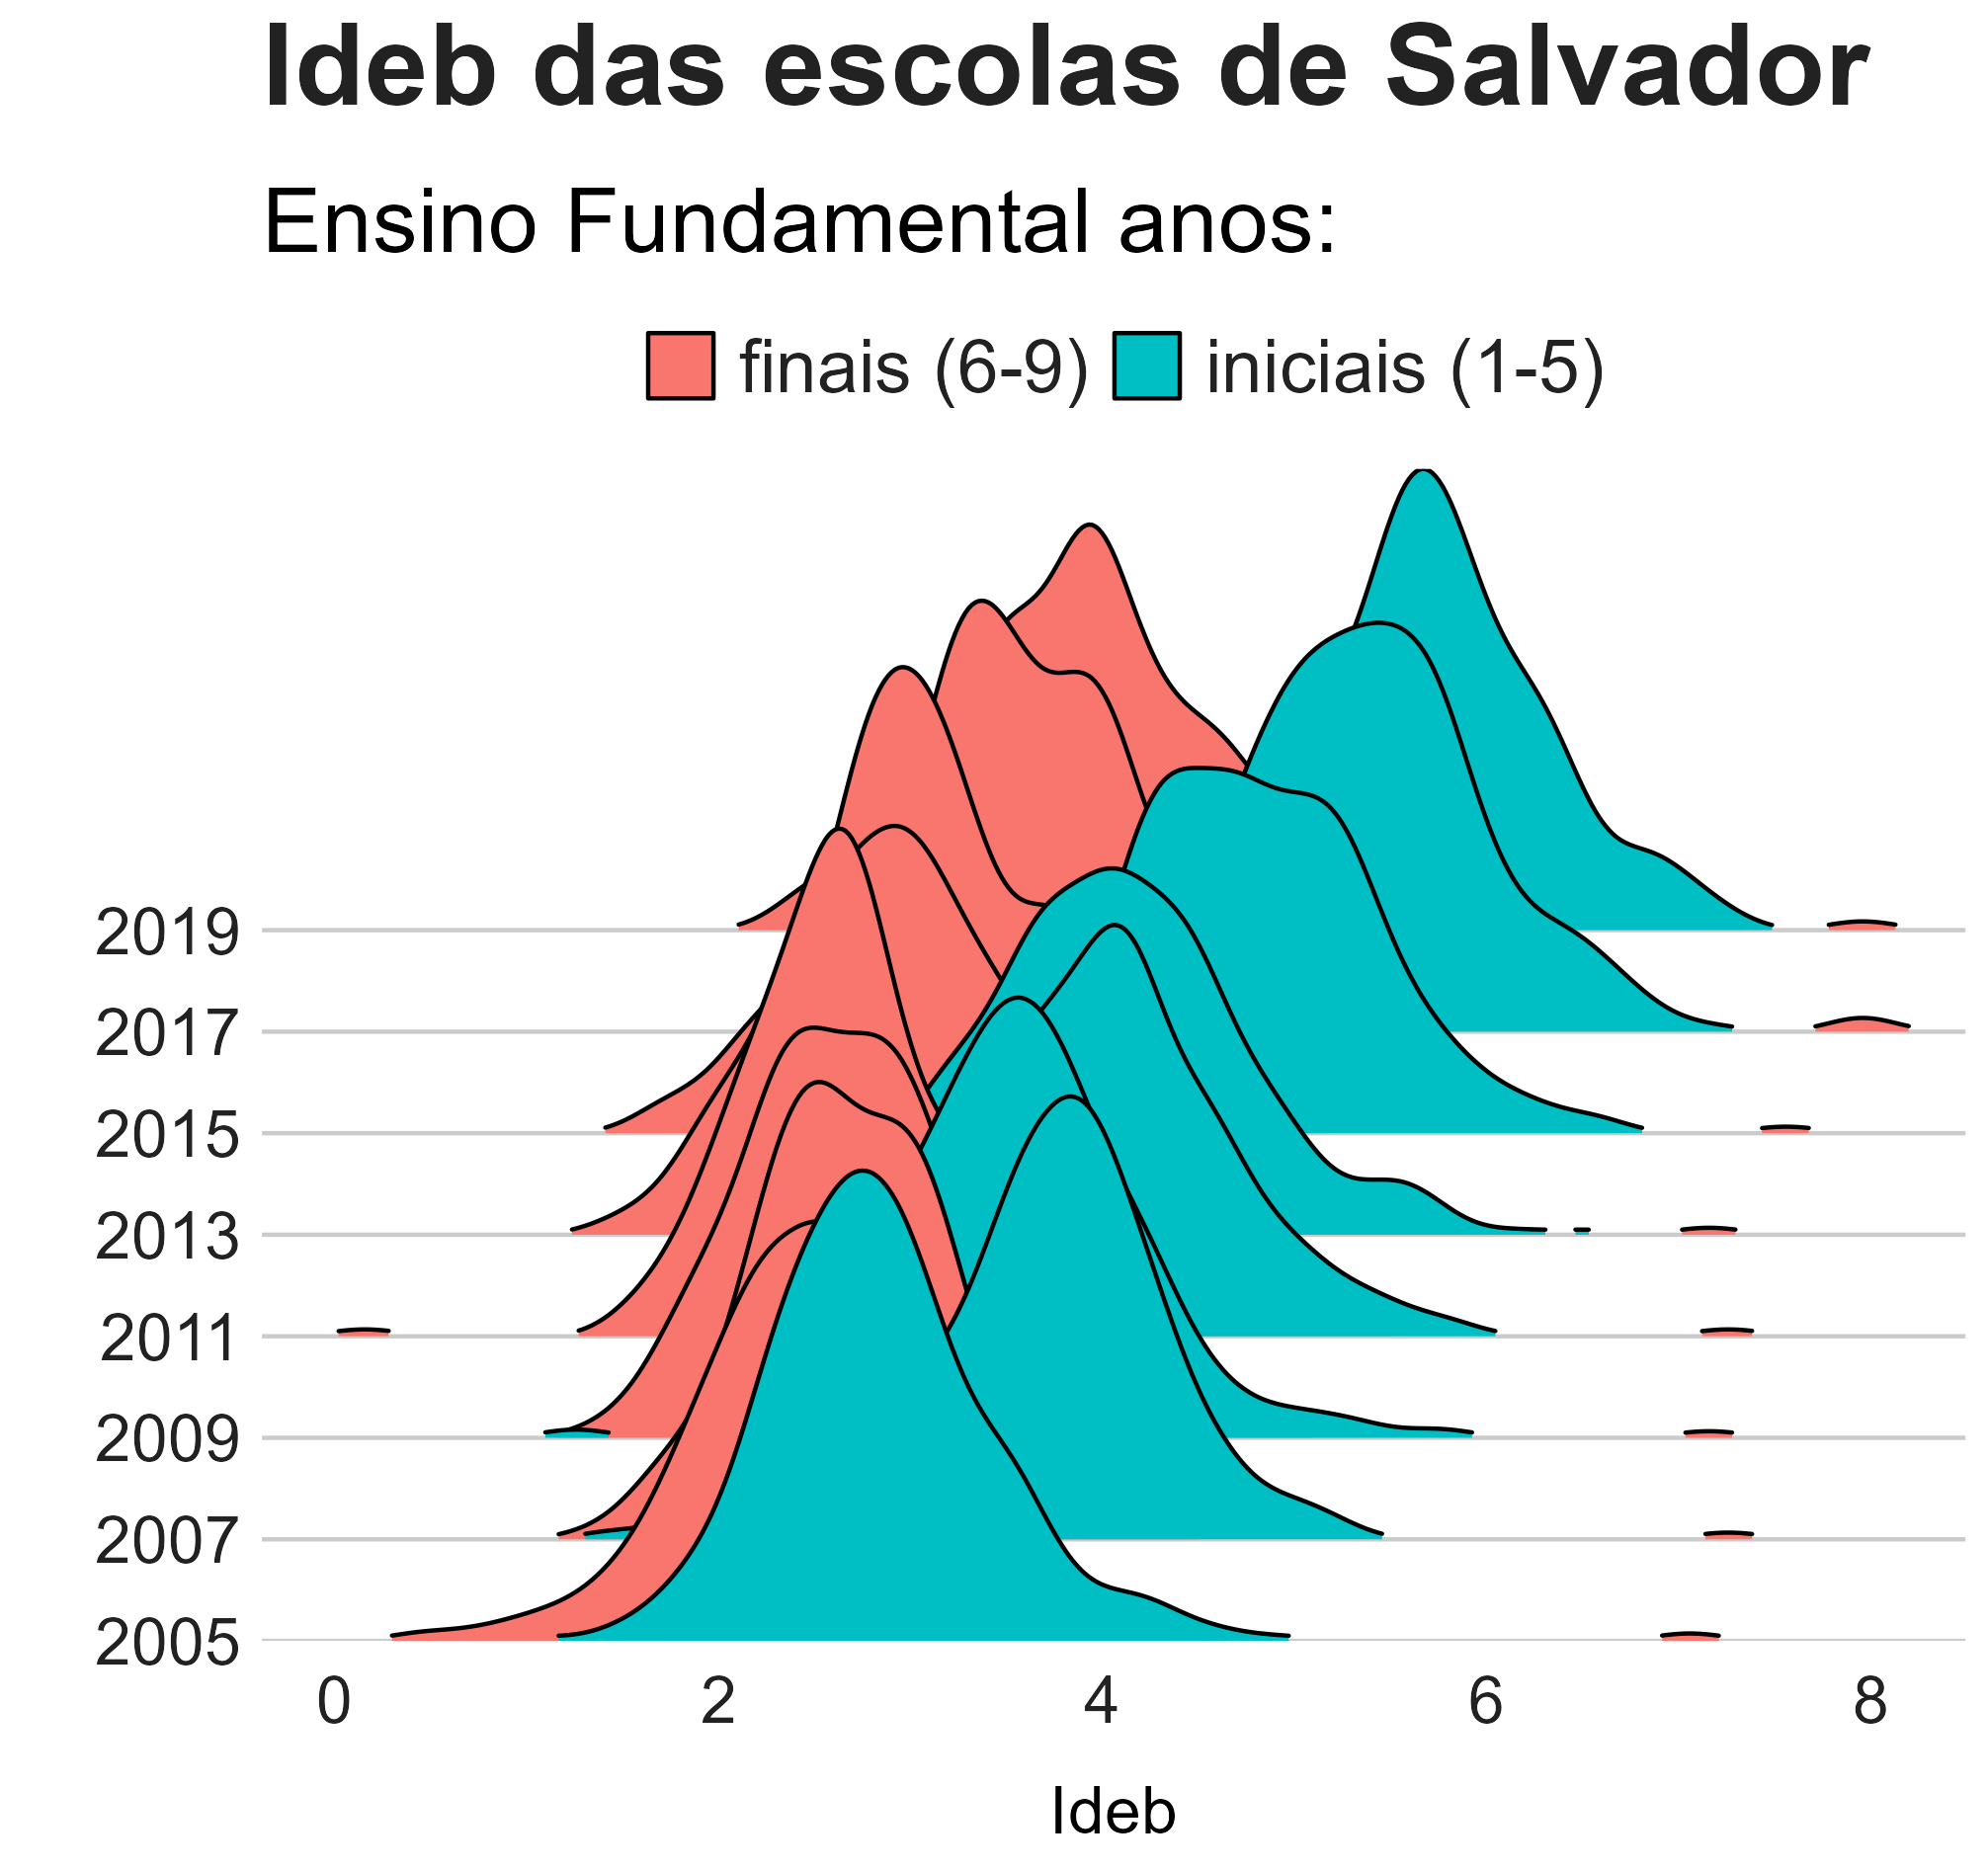 Ideb das escolas de Salvador
Ensino Fundamental anos:
finais (6-9) iniciais (1-5)
2019
2017
2015
2013
2011
2009
2007
2005
0 2 4 6 8
Ideb